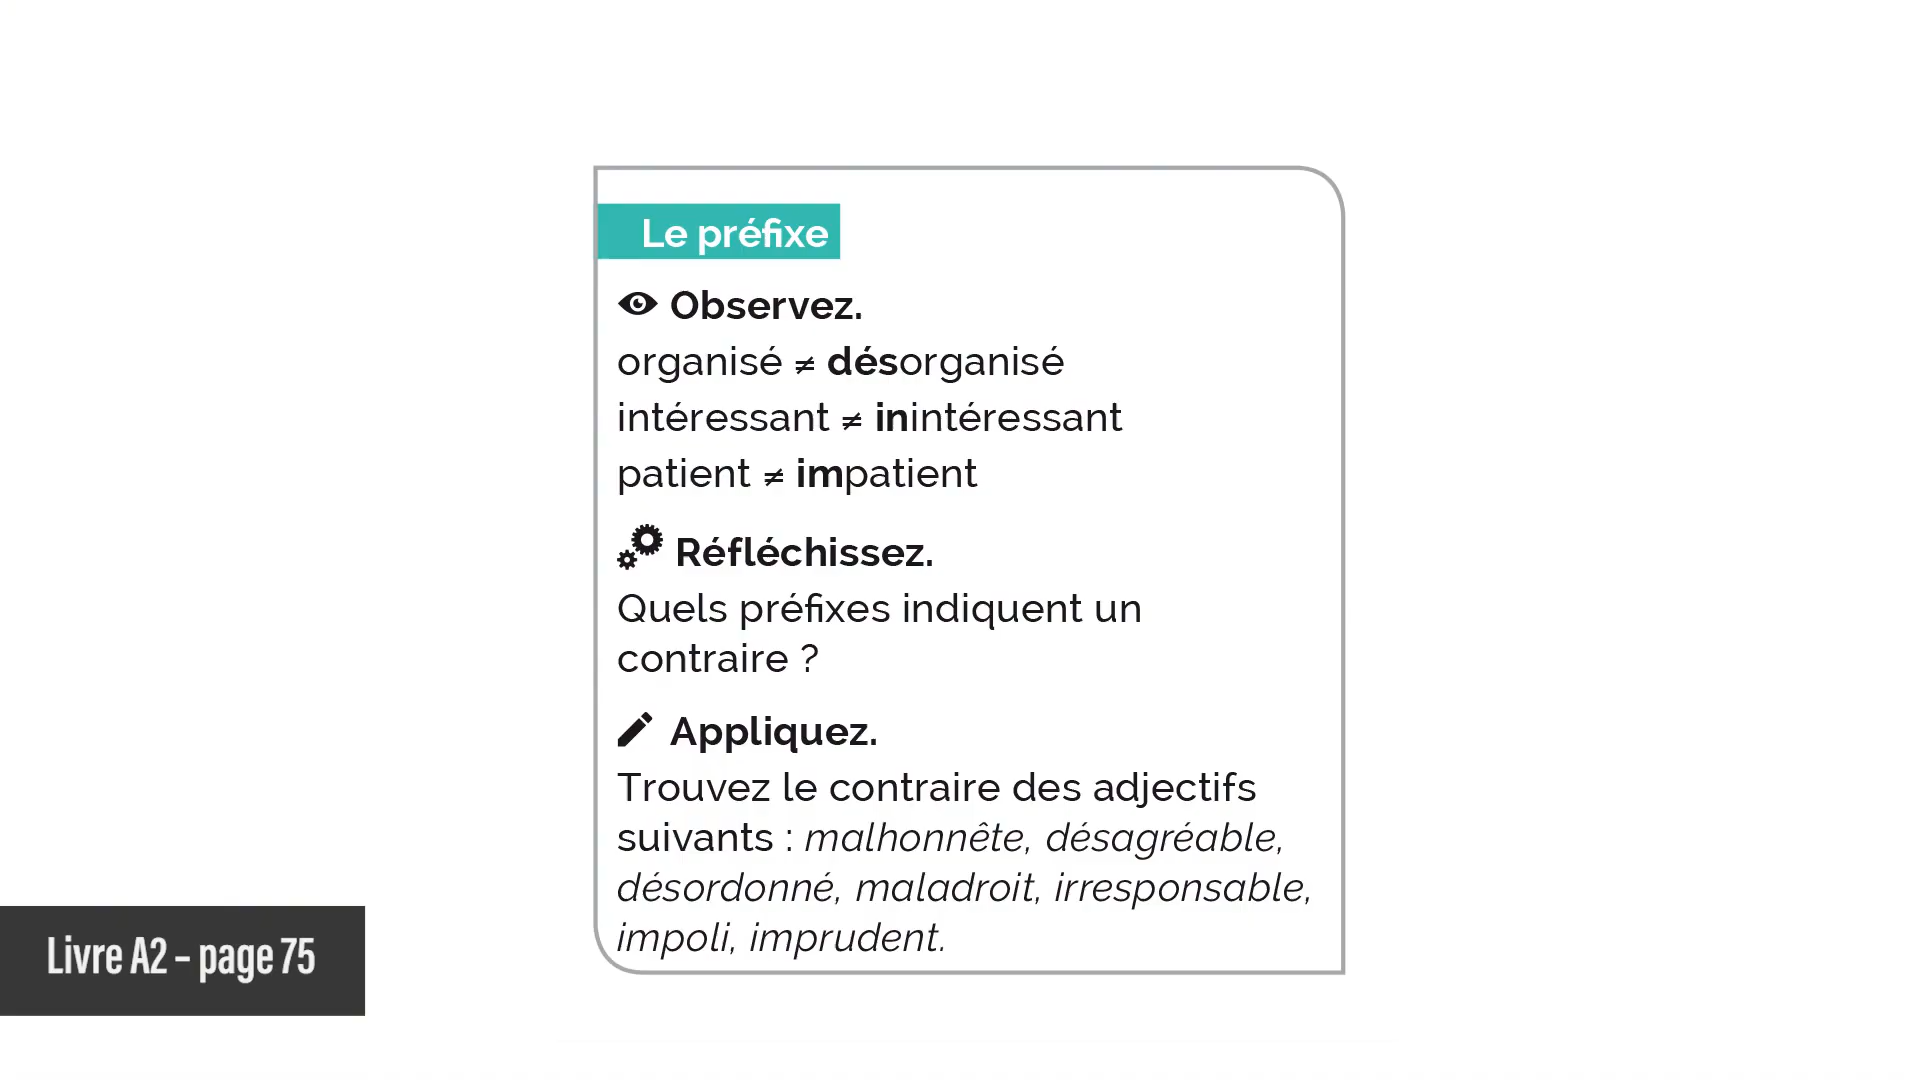 Le préfixe
Observez.
organisé ≠ désorganisé
intéressant ≠ inintéressant
patient ≠ impatient
Réfléchissez.
Quels préfixes indiquent un
contraire ?
Appliquez.
Trouvez le contraire des adjectifs
suivants : malhonnête, désagréable,
désordonné, maladroit, irresponsable,
impoli, imprudent.
Livre A2 – page 75